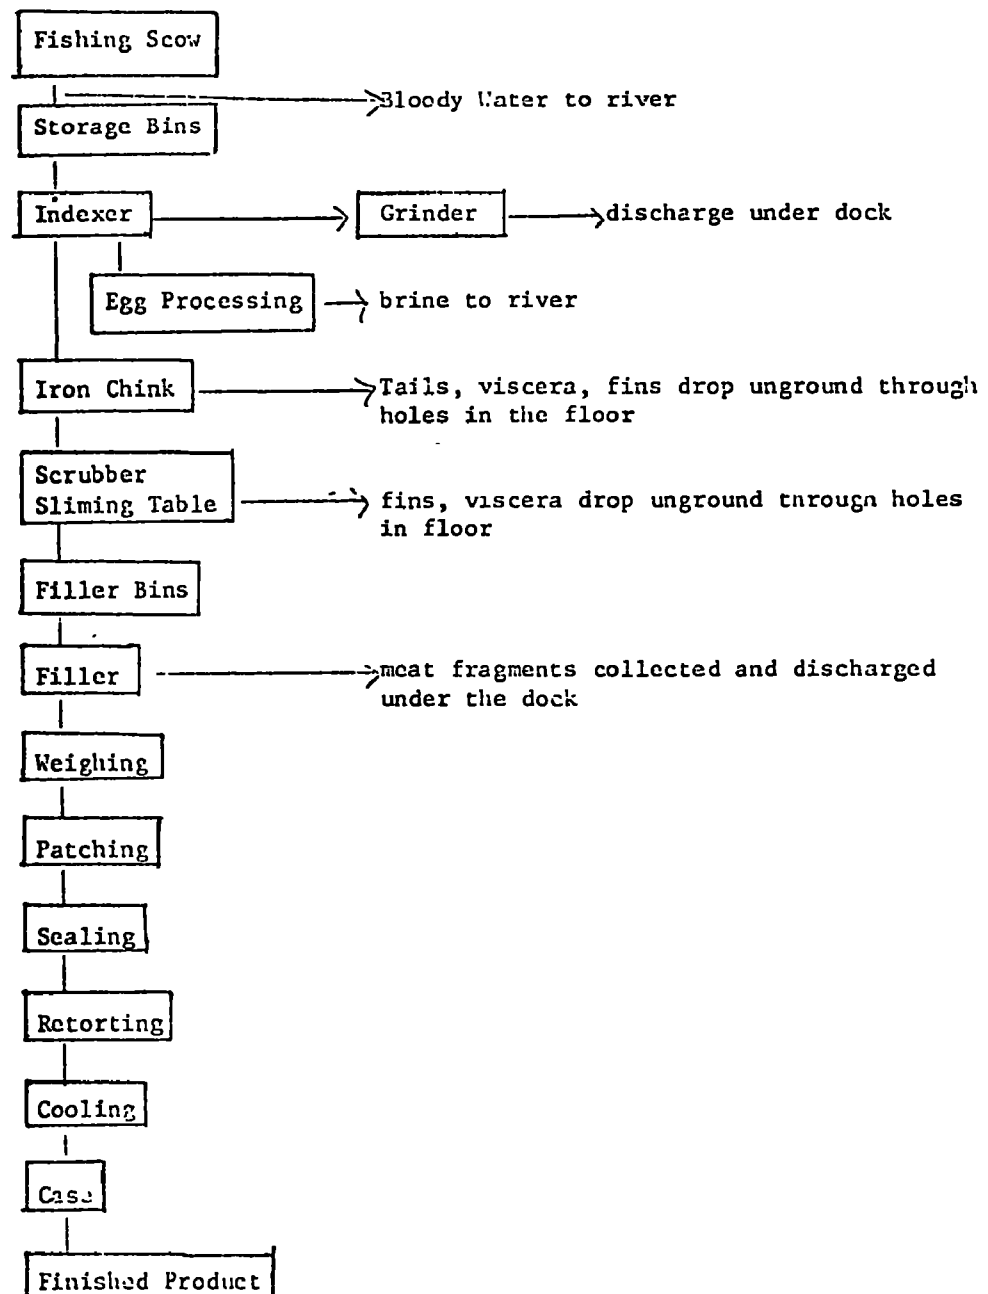 Fishing Scow
Bloody Water to river
Storage Bins
Indexer
Grinder
discharge under dock
Egg Processing
brine to river
Iron Chink
Tails, viscera, fins drop unground through
holes in the floor
Scrubber
Sliming Table
fins, viscera drop unground through holes
in floor
Filler Bins
Filler
meat fragments collected and discharged
under the dock
Weighing
Patching
Sealing
Retorting
Cooling
Case
Finished Product